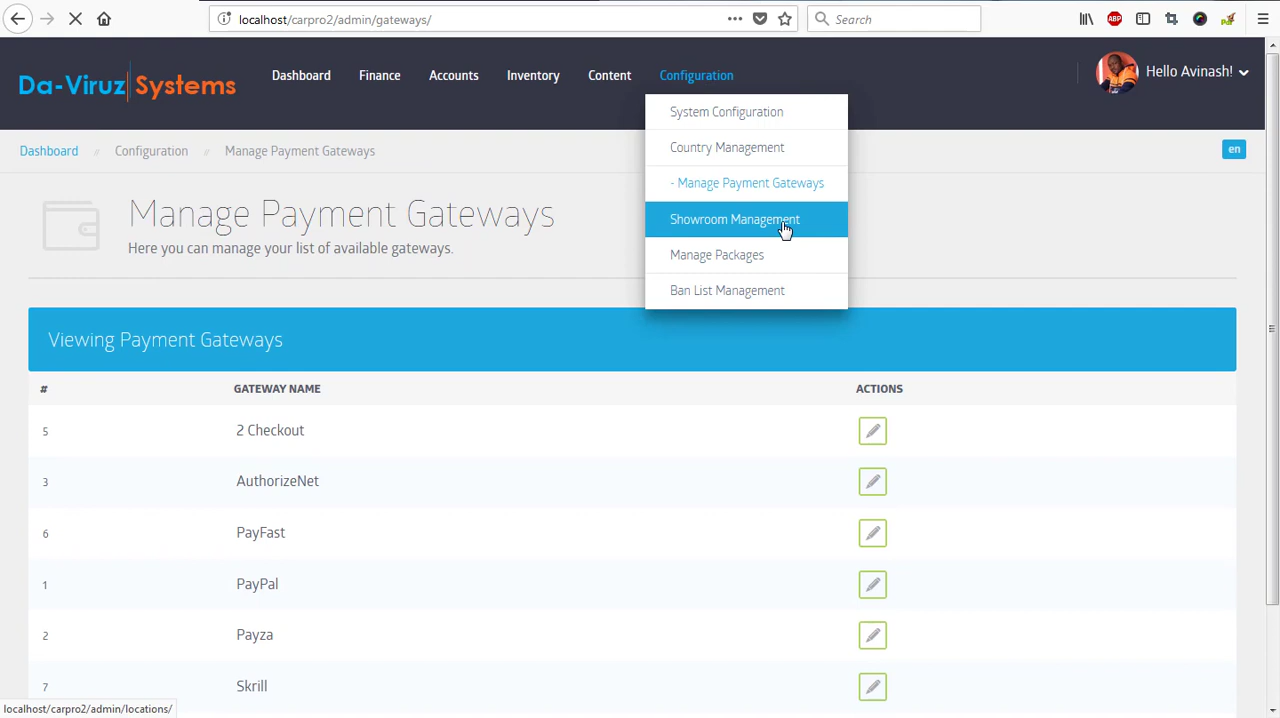 localhost/carpro2/admin/gateways/
Search
ABP
Da-Viruz Systems
Dashboard
Finance
Accounts
Inventory
Content
Configuration
Hello Avinash!
System Configuration
Country Management
- Manage Payment Gateways
Showroom Management
Manage Packages
Ban List Management
Dashboard // Configuration // Manage Payment Gateways
en
Manage Payment Gateways
Here you can manage your list of available gateways.
Viewing Payment Gateways
# GATEWAY NAME ACTIONS
5 2 Checkout
3 AuthorizeNet
6 PayFast
1 PayPal
2 Payza
7 Skrill
localhost/carpro2/admin/locations/